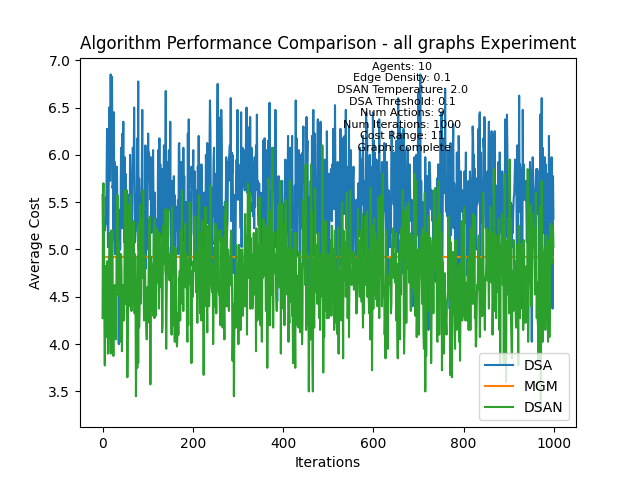 Algorithm Performance Comparison - all graphs Experiment
Agents: 10
Edge Density: 0.1
DSAN Temperature: 2.0
DSA Threshold: 0.1
Num Actions: 9
Num Iterations: 1000
Cost Range: 11
Graph: complete
7.0
6.5
6.0
5.5
5.0
4.5
4.0
3.5
Average Cost
0
200
400
600
800
1000
Iterations
DSA
MGM
DSAN